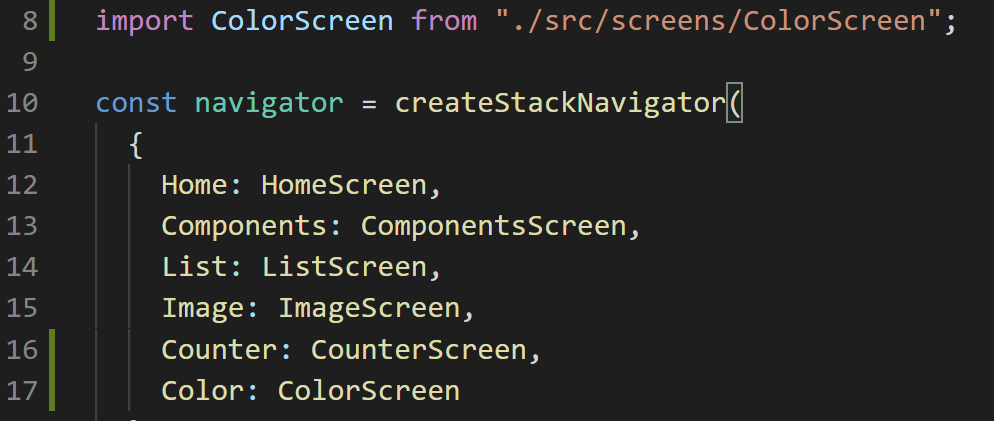 8 import ColorScreen from "./src/screens/ColorScreen";
9
10 const navigator = createStackNavigator(
11 {
12 Home: HomeScreen,
13 Components: ComponentsScreen,
14 List: ListScreen,
15 Image: ImageScreen,
16 Counter: CounterScreen,
17 Color: ColorScreen